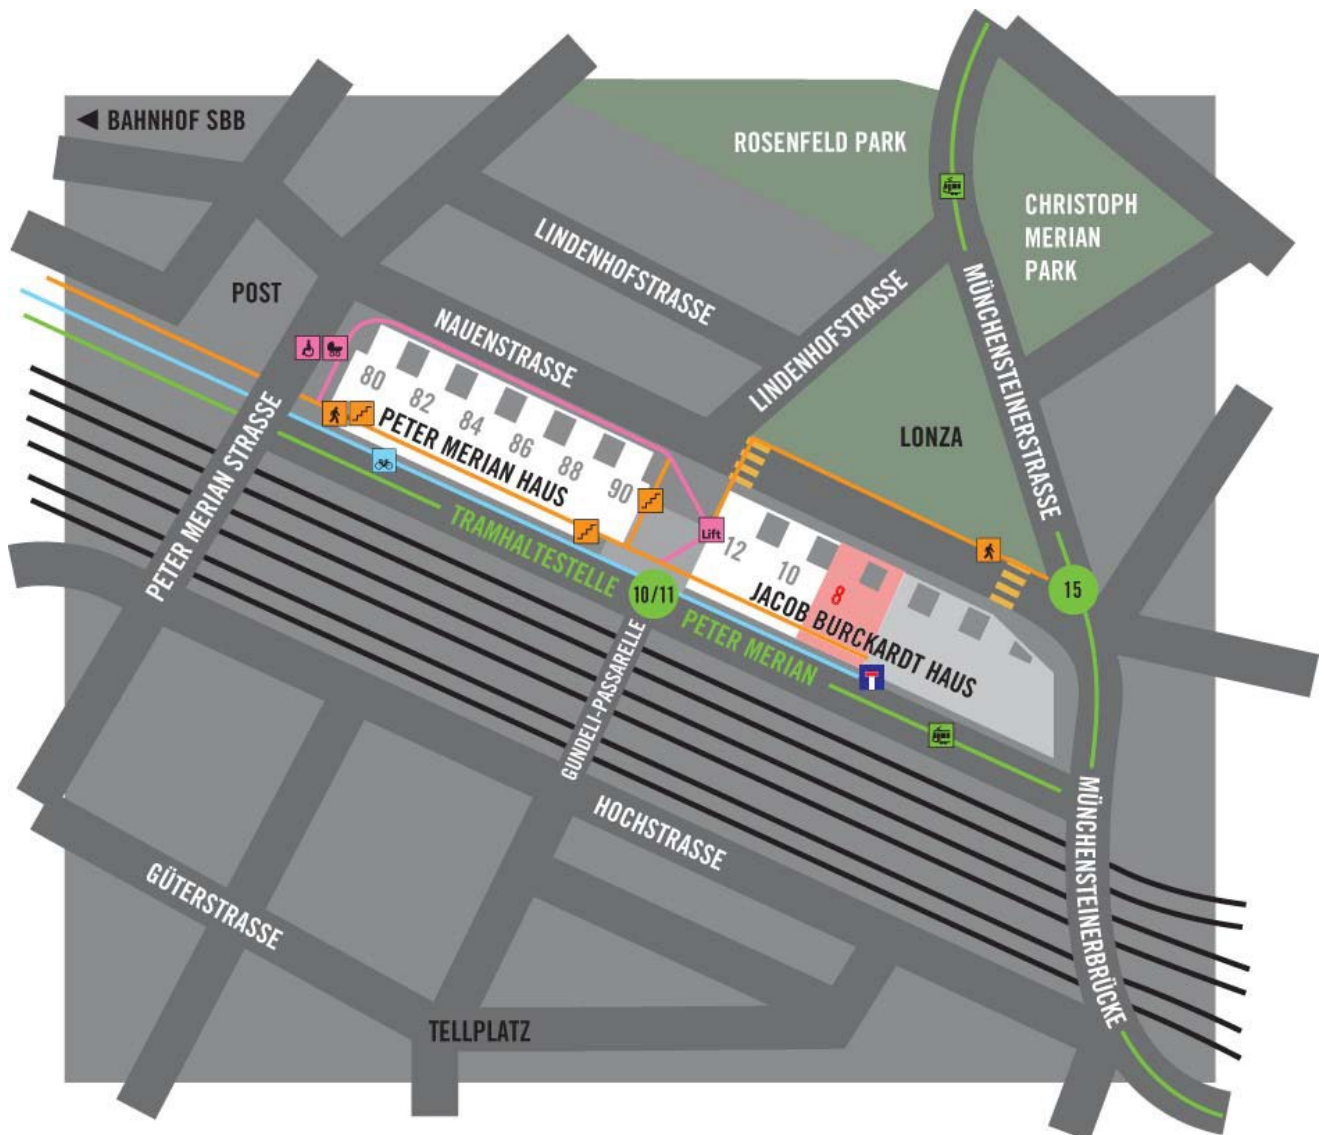 BAHNHOF SBB
ROSENFELD PARK
CHRISTOPH
MERIAN
PARK
LINDENHOFSTRASSE
LINDENHOFSTRASSE
MÜNCHENSTEINERSTRASSE
POST
NAUENSTRASSE
80
82
84
86
88
90
PETER MERIAN HAUS
LONZA
PETER MERIAN STRASSE
TRAMHALTESTELLE
10/11
PETER MERIAN
Lift
12
10
8
JACOB BURCKARDT HAUS
15
GUNDELI-PASSARELLE
HOCHSTRASSE
MÜNCHENSTEINERBRÜCKE
GÜTERSTRASSE
TELLPLATZ